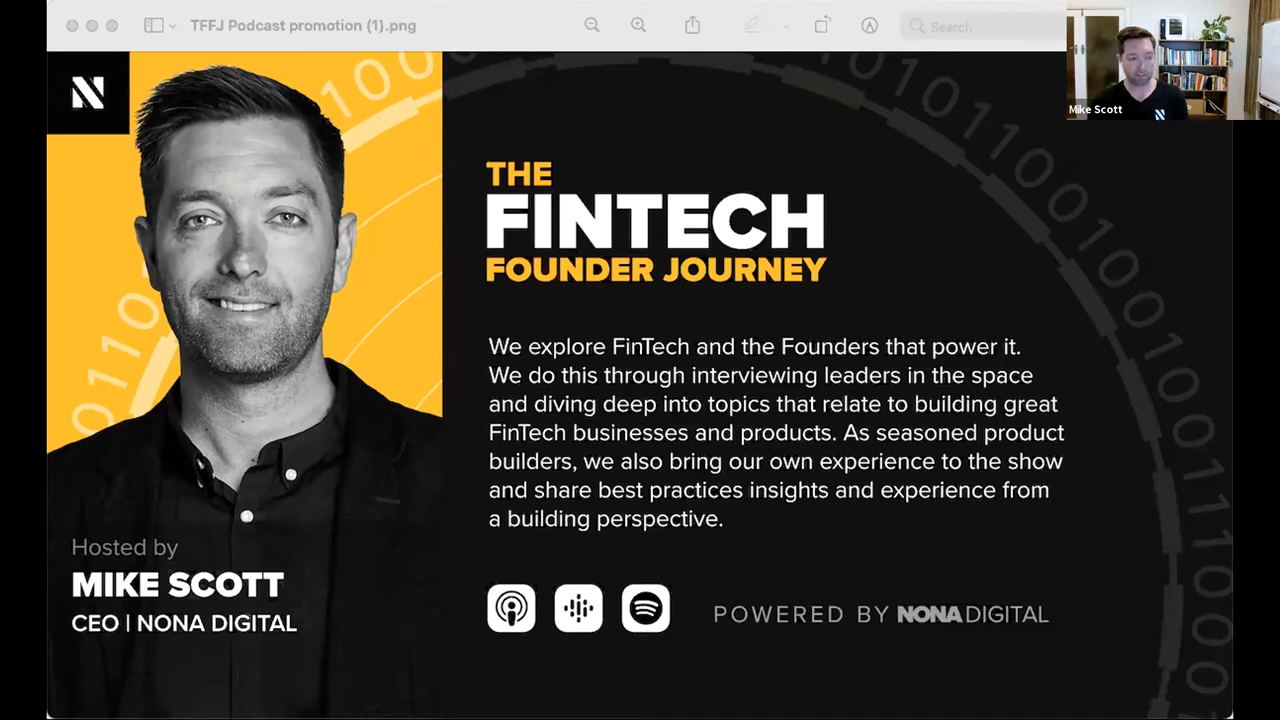 TFFJ Podcast promotion (1).png
Search
Mike Scott
N
THE
FINTECH
FOUNDER JOURNEY
We explore FinTech and the Founders that power it.
We do this through interviewing leaders in the space
and diving deep into topics that relate to building great
FinTech businesses and products. As seasoned product
builders, we also bring our own experience to the show
and share best practices insights and experience from
a building perspective.
Hosted by
MIKE SCOTT
CEO | NONA DIGITAL
POWERED BY NONA DIGITAL